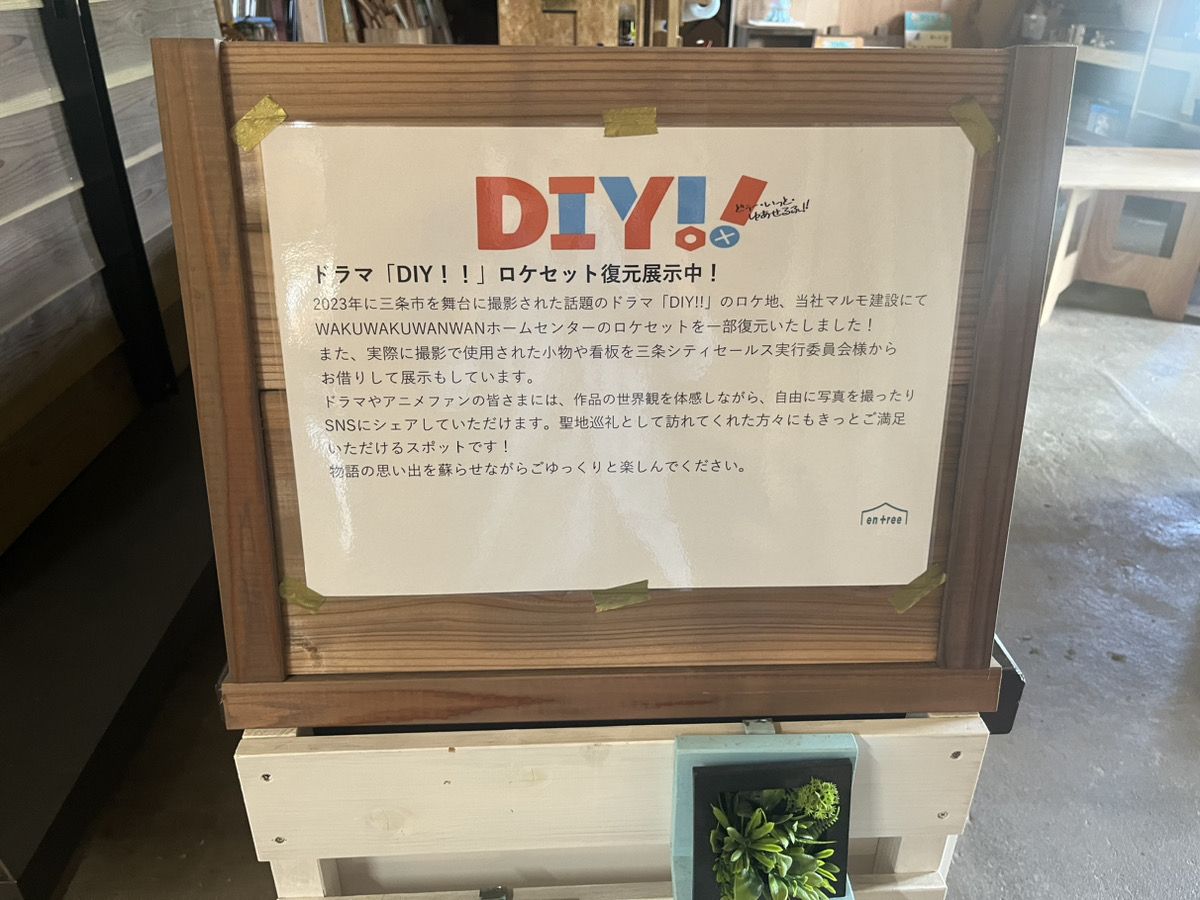 DIY!!
どぅー・いっと・
しゅあせるふ!!
ドラマ「DIY！！」ロケセット復元展示中！
2023年に三条市を舞台に撮影された話題のドラマ「DIY!!」のロケ地、当社マルモ建設にて
WAKUWAKUWANWANホームセンターのロケセットを一部復元いたしました！
また、実際に撮影で使用された小物や看板を三条シティセールス実行委員会様から
お借りして展示もしています。
ドラマやアニメファンの皆さまには、作品の世界観を体感しながら、自由に写真を撮ったり
SNSにシェアしていただけます。聖地巡礼として訪れてくれた方々にもきっとご満足
いただけるスポットです！
物語の思い出を蘇らせながらごゆっくりと楽しんでください。
entree